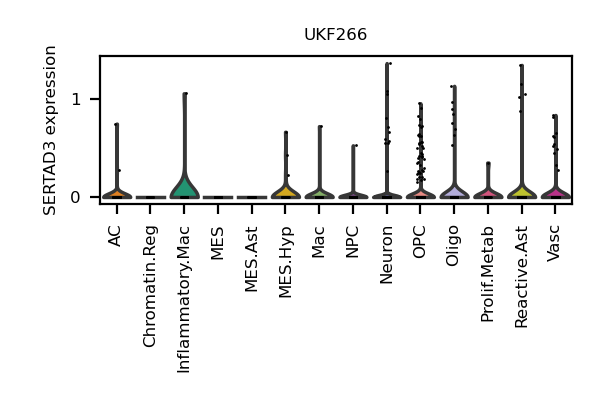 UKF266
SERTAD3 expression
1
0
AC
Chromatin.Reg
Inflammatory.Mac
MES
MES.Ast
MES.Hyp
Mac
NPC
Neuron
OPC
Oligo
Prolif.Metab
Reactive.Ast
Vasc